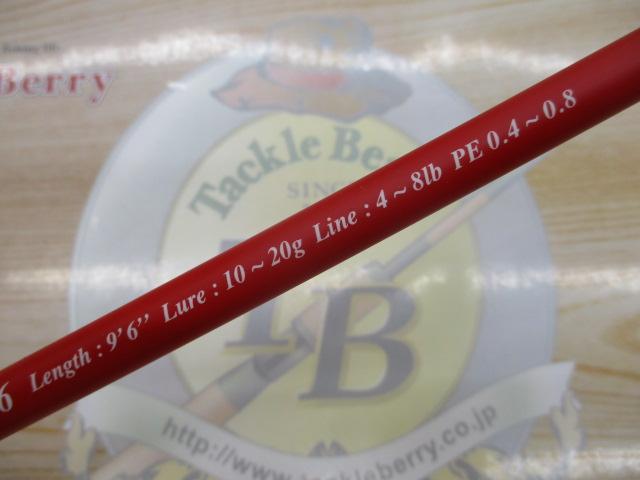 Berry
Tackle Be
SINC
TB
6 Length : 9'6'' Lure : 10~20g Line : 4~8lb PE 0.4~0.8
http://www.tackleberry.co.jp